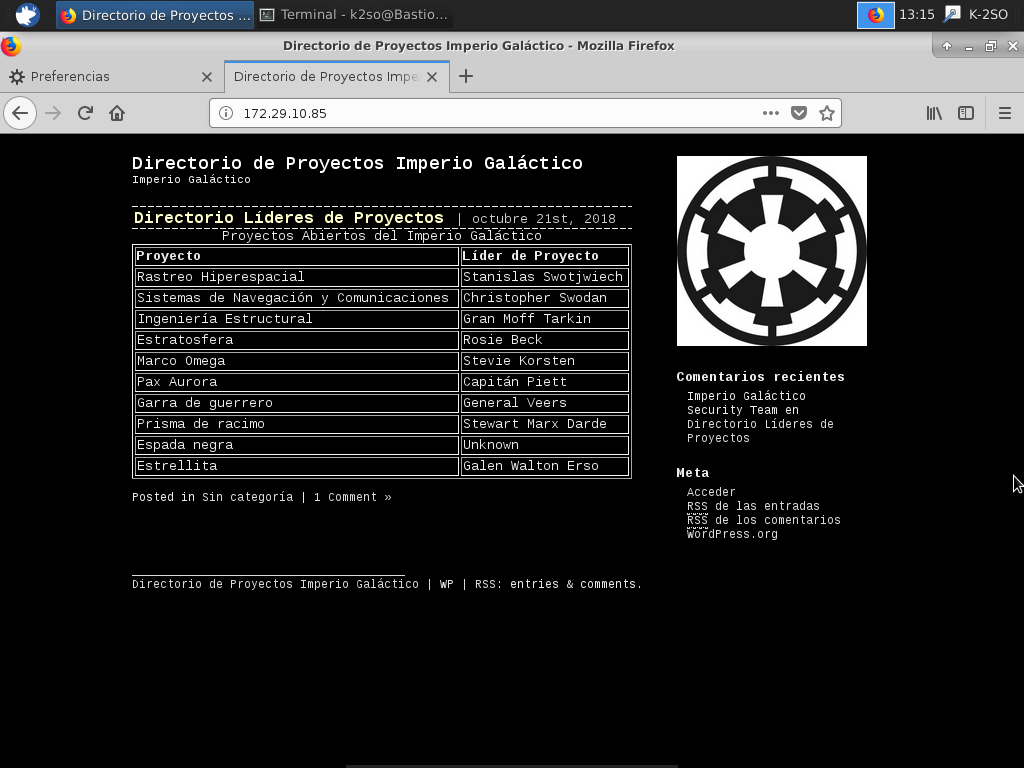 Directorio de Proyectos ...
Terminal - k2so@Bastio...
13:15
K-2SO
Directorio de Proyectos Imperio Galáctico - Mozilla Firefox
Preferencias
Directorio de Proyectos Impe
172.29.10.85
Directorio de Proyectos Imperio Galáctico
Imperio Galáctico
Directorio Líderes de Proyectos | octubre 21st, 2018
Proyectos Abiertos del Imperio Galáctico
Proyecto Líder de Proyecto
Rastreo Hiperespacial Stanislas Swotjwiech
Sistemas de Navegación y Comunicaciones Christopher Swodan
Ingeniería Estructural Gran Moff Tarkin
Estratosfera Rosie Beck
Marco Omega Stevie Korsten
Pax Aurora Capitán Piett
Garra de guerrero General Veers
Prisma de racimo Stewart Marx Darde
Espada negra Unknown
Estrellita Galen Walton Erso
Posted in Sin categoría | 1 Comment »
Comentarios recientes
Imperio Galáctico
Security Team en
Directorio Líderes de
Proyectos
Meta
Acceder
RSS de las entradas
RSS de los comentarios
WordPress.org
Directorio de Proyectos Imperio Galáctico | WP | RSS: entries & comments.